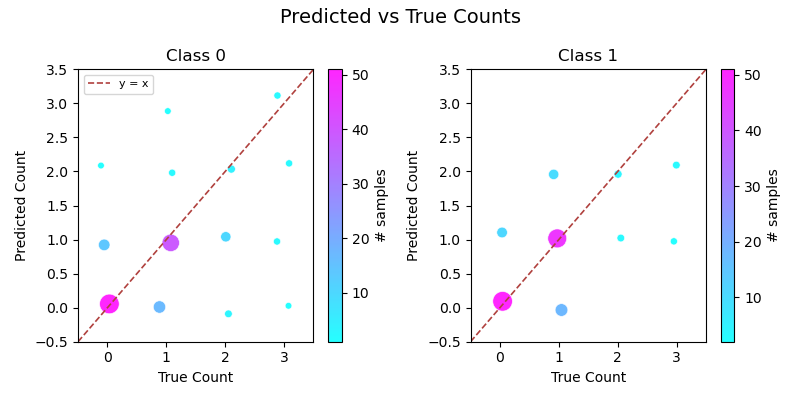 Predicted vs True Counts
Class 0
3.5
3.0
2.5
2.0
1.5
1.0
0.5
0.0
−0.5
Predicted Count
y = x
0 1 2 3
True Count
50
40
30
20
10
# samples
Class 1
3.5
3.0
2.5
2.0
1.5
1.0
0.5
0.0
−0.5
Predicted Count
0 1 2 3
True Count
50
40
30
20
10
# samples